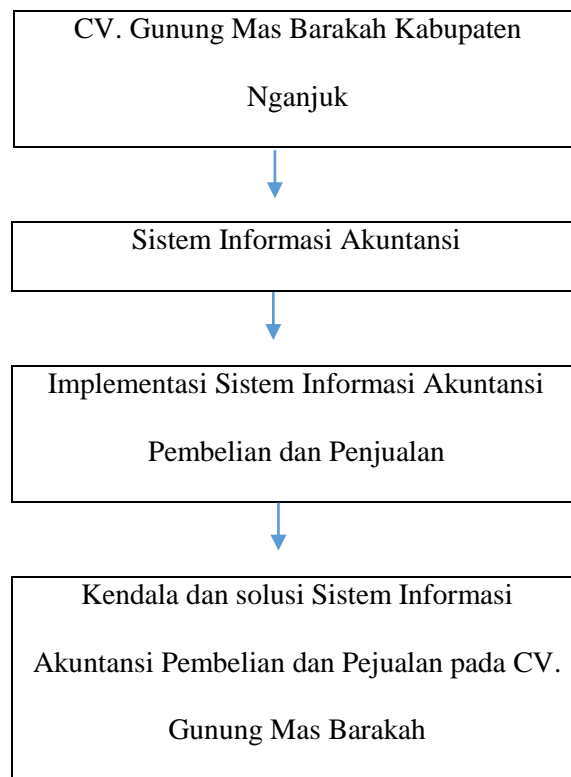 CV. Gunung Mas Barakah Kabupaten
Nganjuk
Sistem Informasi Akuntansi
Implementasi Sistem Informasi Akuntansi
Pembelian dan Penjualan
Kendala dan solusi Sistem Informasi
Akuntansi Pembelian dan Pejualan pada CV.
Gunung Mas Barakah